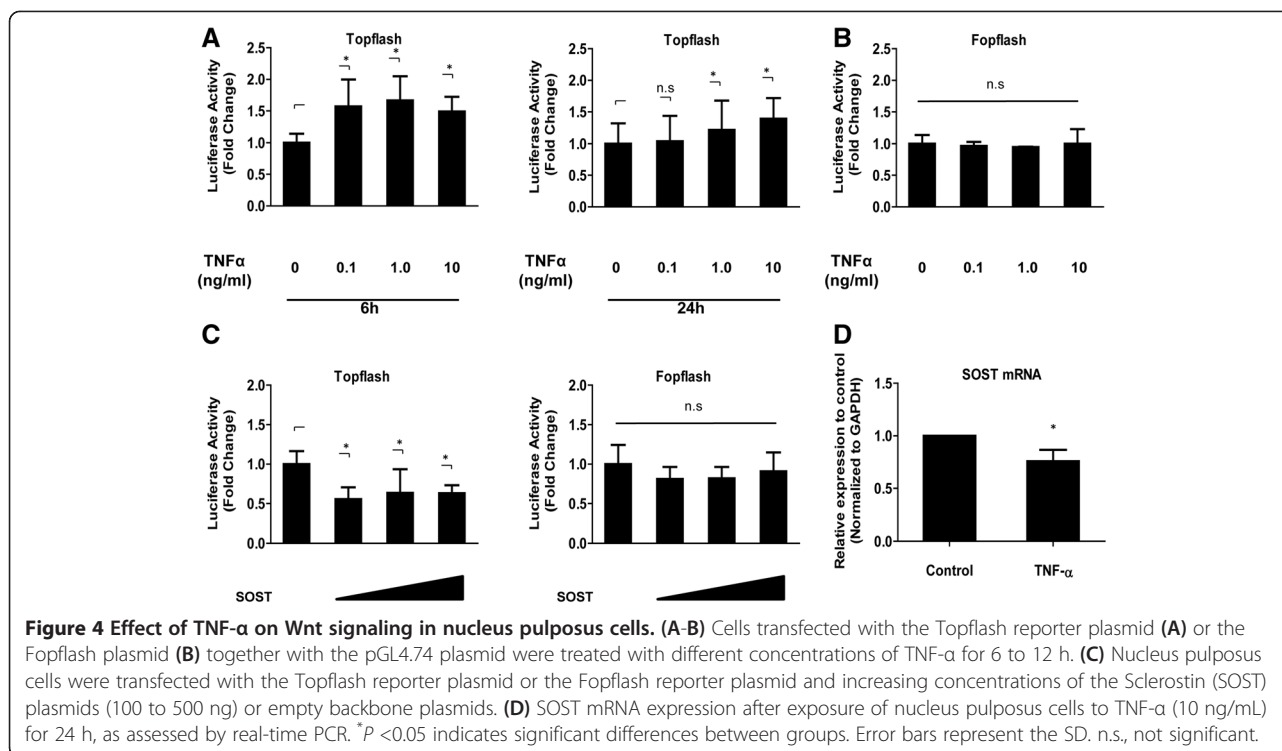 A
Topflash
2.5
2.0
1.5
1.0
0.5
0.0
Luciferase Activity
(Fold Change)
* * *
TNFα
(ng/ml)
0 0.1 1.0 10
6h
Topflash
2.5
2.0
1.5
1.0
0.5
0.0
Luciferase Activity
(Fold Change)
n.s * *
TNFα
(ng/ml)
0 0.1 1.0 10
24h
B
Fopflash
2.5
2.0
1.5
1.0
0.5
0.0
Luciferase Activity
(Fold Change)
n.s
TNFα
(ng/ml)
0 0.1 1.0 10
C
Topflash
2.0
1.5
1.0
0.5
0.0
Luciferase Activity
(Fold Change)
* * *
SOST
Fopflash
2.0
1.5
1.0
0.5
0.0
Luciferase Activity
(Fold Change)
n.s
SOST
D
SOST mRNA
1.5
1.0
0.5
0.0
Relative expression to control
(Normalized to GAPDH)
*
Control TNF-α
Figure 4 Effect of TNF-α on Wnt signaling in nucleus pulposus cells. (A-B) Cells transfected with the Topflash reporter plasmid (A) or the
Fopflash plasmid (B) together with the pGL4.74 plasmid were treated with different concentrations of TNF-α for 6 to 12 h. (C) Nucleus pulposus
cells were transfected with the Topflash reporter plasmid or the Fopflash reporter plasmid and increasing concentrations of the Sclerostin (SOST)
plasmids (100 to 500 ng) or empty backbone plasmids. (D) SOST mRNA expression after exposure of nucleus pulposus cells to TNF-α (10 ng/mL)
for 24 h, as assessed by real-time PCR. *P <0.05 indicates significant differences between groups. Error bars represent the SD. n.s., not significant.